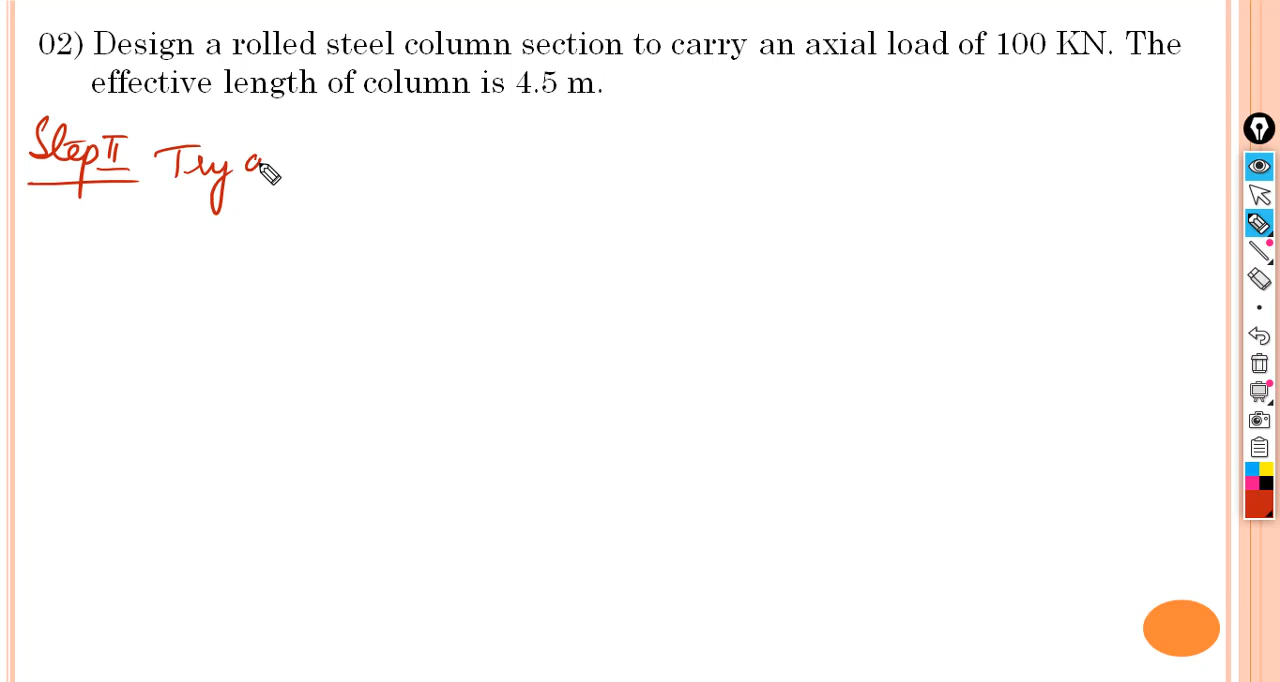 02) Design a rolled steel column section to carry an axial load of 100 KN. The
effective length of column is 4.5 m.
Step II Try a